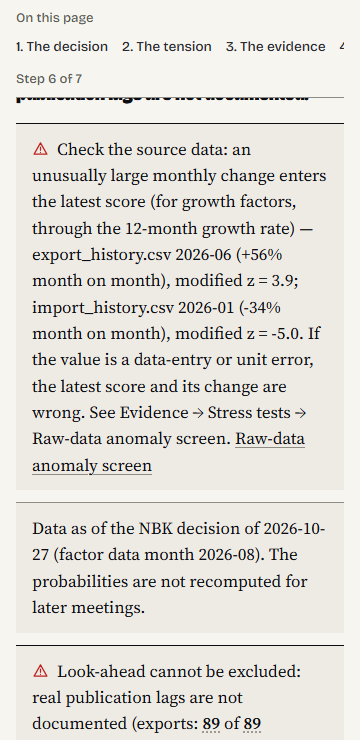 On this page
1. The decision 2. The tension 3. The evidence 4
Step 6 of 7
publication lags are not documented.
⚠ Check the source data: an
unusually large monthly change enters
the latest score (for growth factors,
through the 12-month growth rate) —
export_history.csv 2026-06 (+56%
month on month), modified z = 3.9;
import_history.csv 2026-01 (-34%
month on month), modified z = -5.0. If
the value is a data-entry or unit error,
the latest score and its change are
wrong. See Evidence → Stress tests →
Raw-data anomaly screen. Raw-data
anomaly screen
Data as of the NBK decision of 2026-10-
27 (factor data month 2026-08). The
probabilities are not recomputed for
later meetings.
⚠ Look-ahead cannot be excluded:
real publication lags are not
documented (exports: 89 of 89